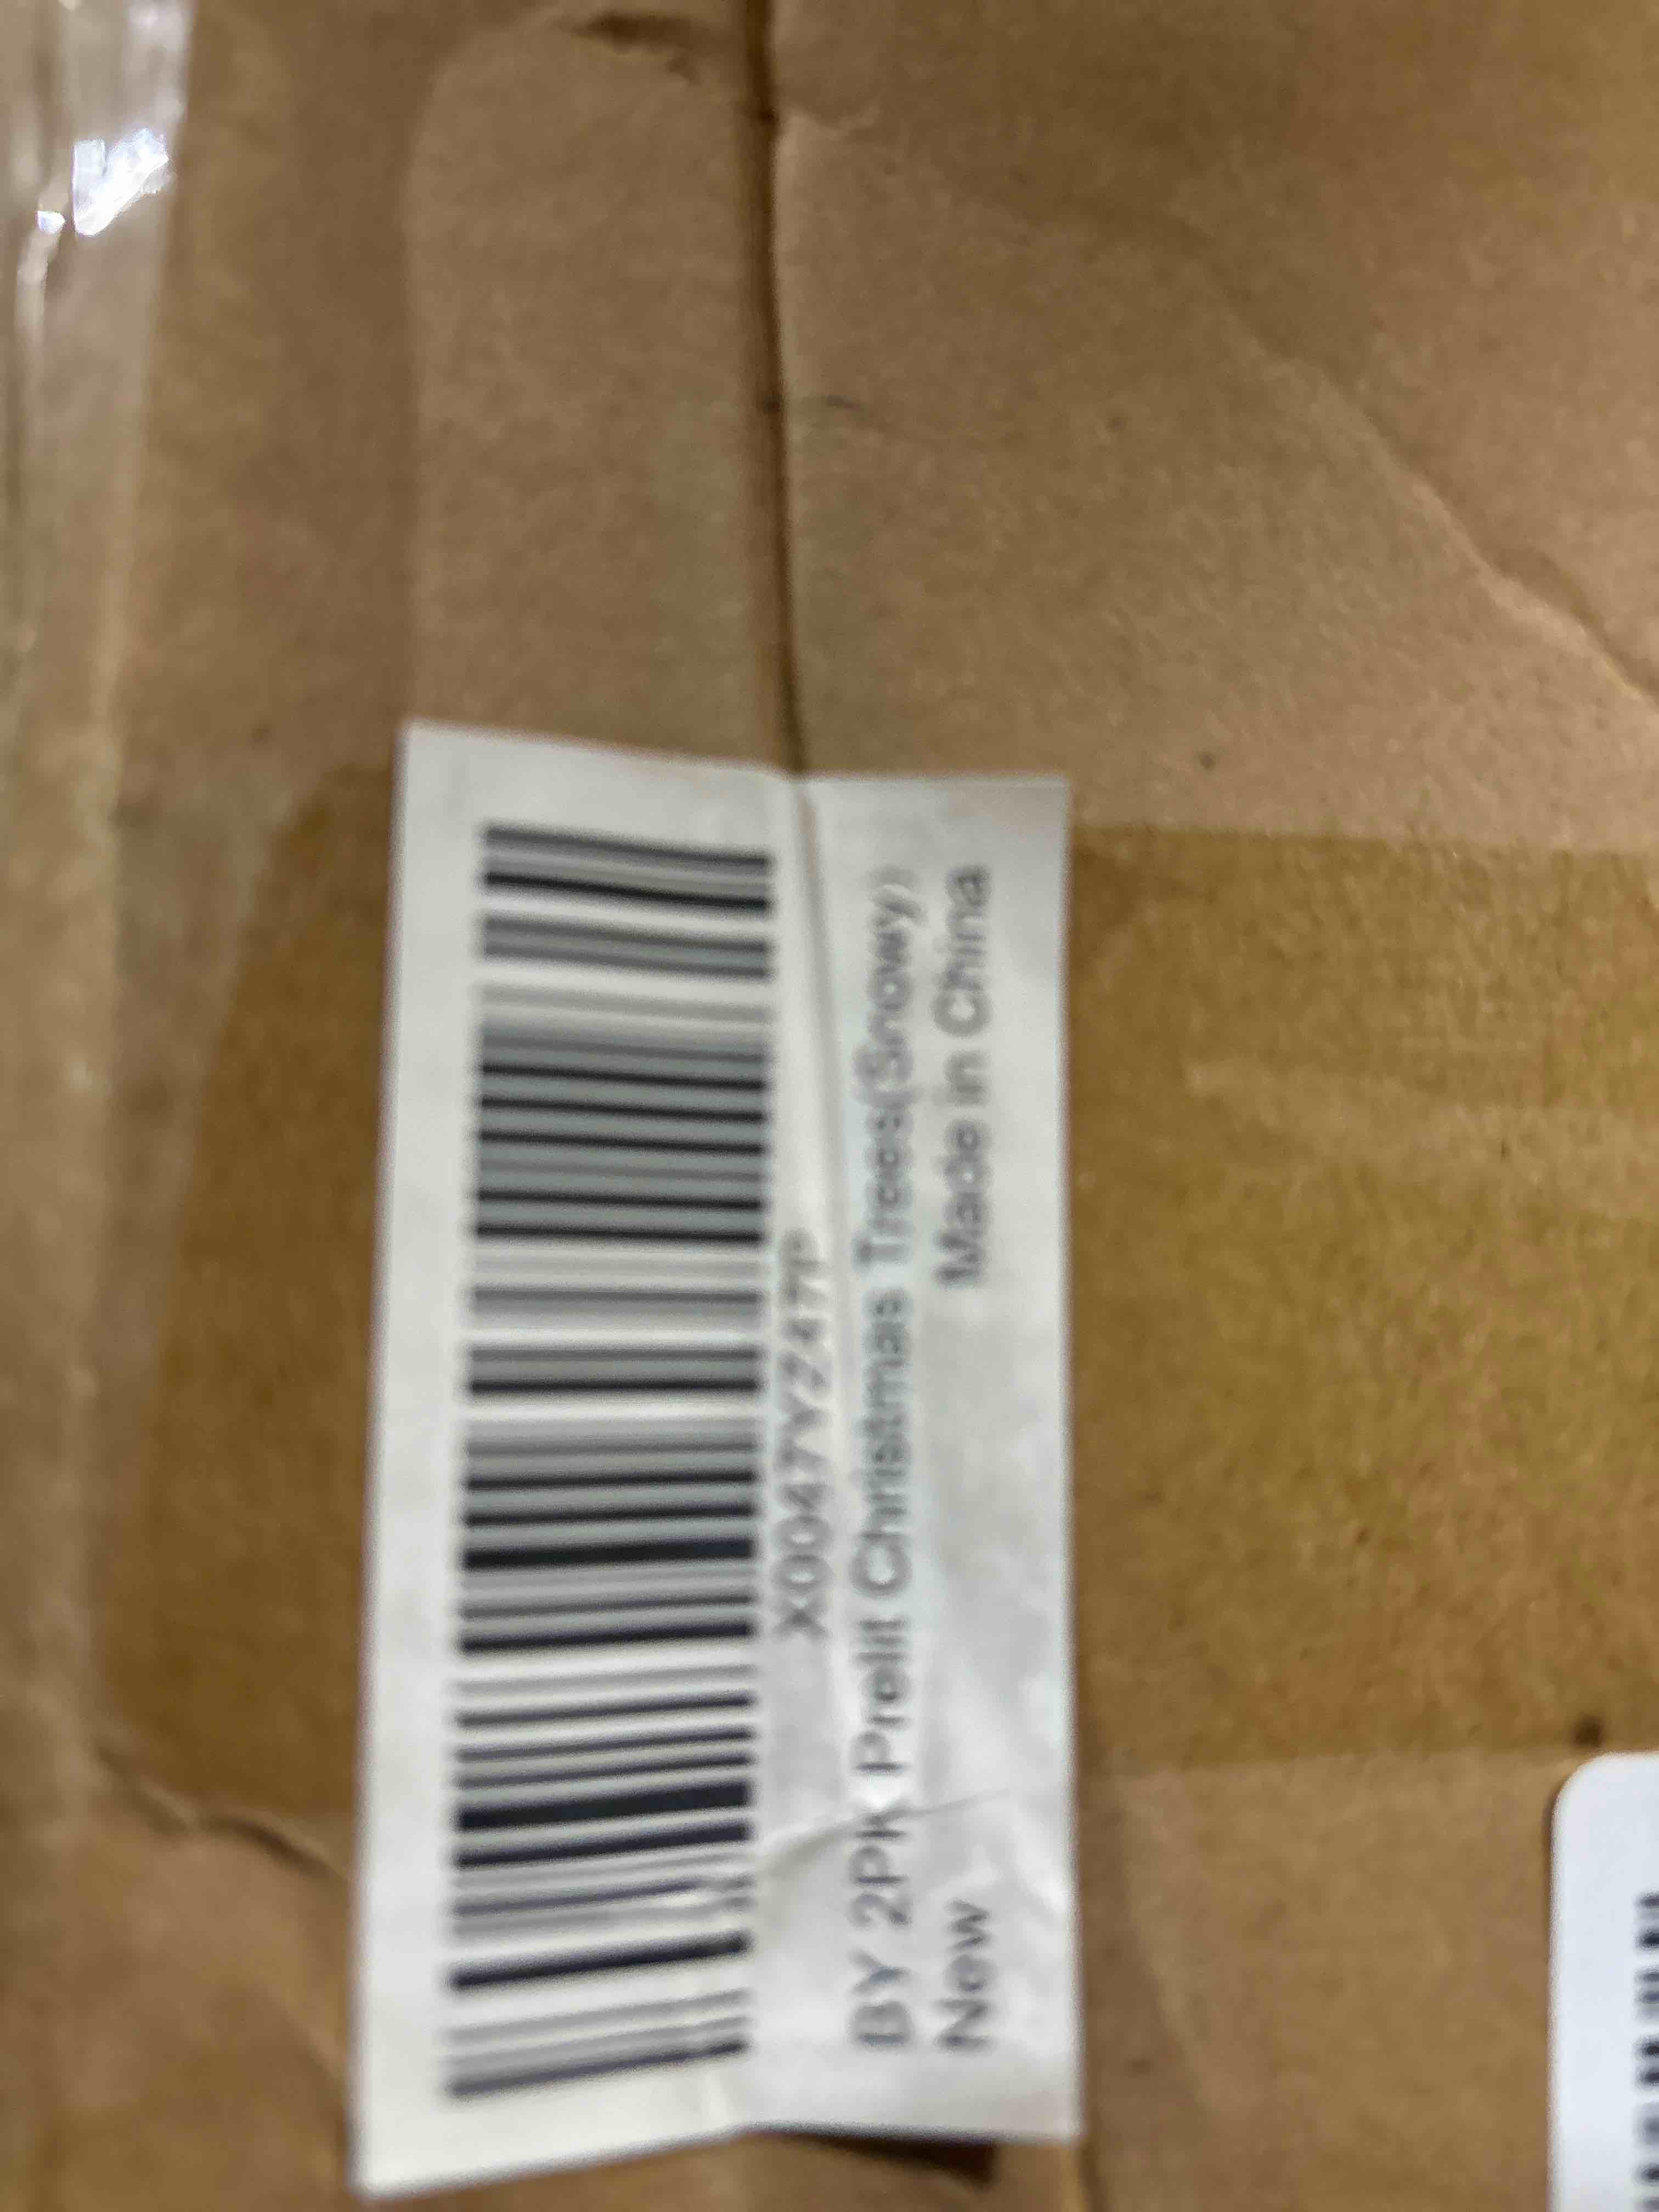 X0047YZ47P
BY 2PK Prelit Christmas Trees(Snowy)
New
Made in China